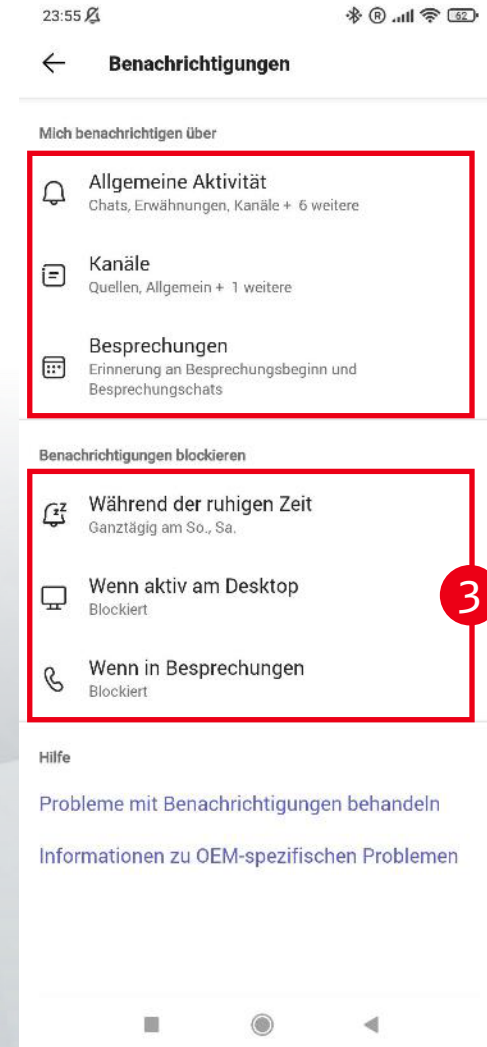 23:55
62
Benachrichtigungen
Mich benachrichtigen über
Allgemeine Aktivität
Chats, Erwähnungen, Kanäle + 6 weitere
Kanäle
Quellen, Allgemein + 1 weitere
Besprechungen
Erinnerung an Besprechungsbeginn und
Besprechungschats
Benachrichtigungen blockieren
Während der ruhigen Zeit
Ganztägig am So., Sa.
Wenn aktiv am Desktop
Blockiert
3
Wenn in Besprechungen
Blockiert
Hilfe
Probleme mit Benachrichtigungen behandeln
Informationen zu OEM-spezifischen Problemen